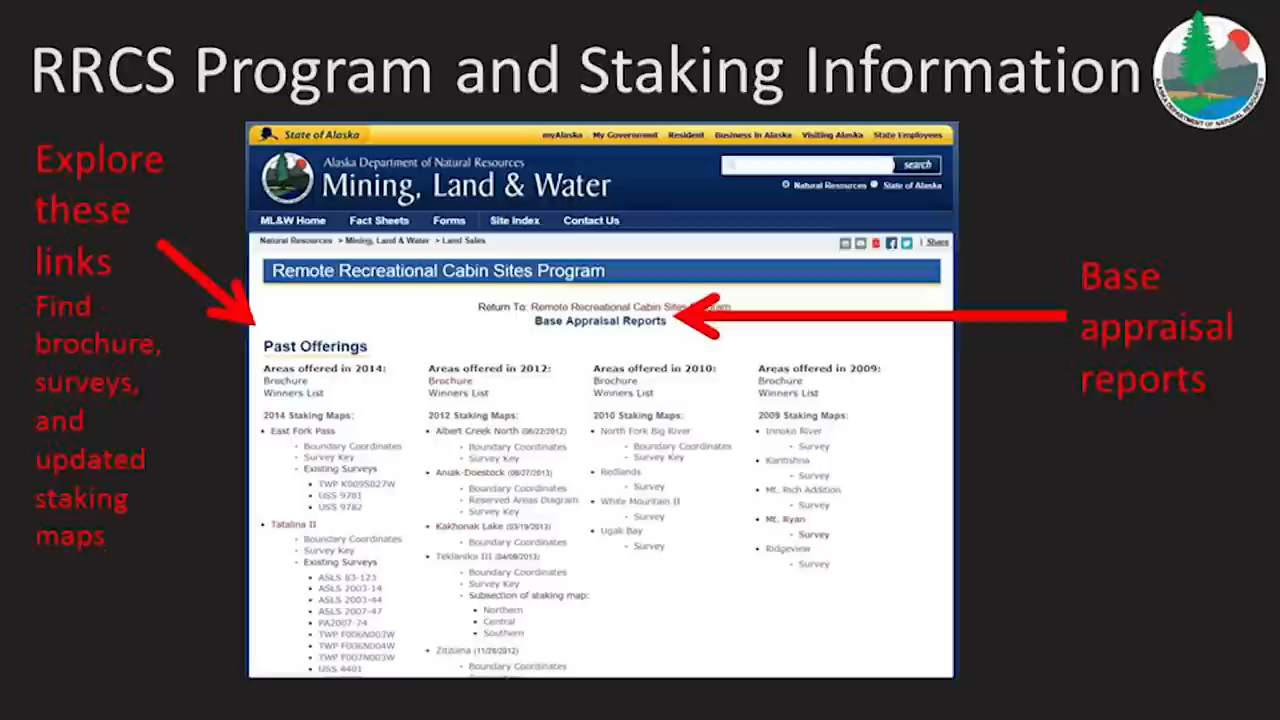 RRCS Program and Staking Information
ALASKA DEPARTMENT OF NATURAL RESOURCES
Explore
these
links
Find
brochure,
surveys,
and
updated
staking
maps
State of Alaska
myAlaska My Government Resident Business in Alaska Visiting Alaska State Employees
Alaska Department of Natural Resources
Mining, Land & Water
search
Natural Resources State of Alaska
ML&W Home Fact Sheets Forms Site Index Contact Us
Natural Resources > Mining, Land & Water > Land Sales
Share
Remote Recreational Cabin Sites Program
Return To: Remote Recreational Cabin Sites Program
Base Appraisal Reports
Past Offerings
Areas offered in 2014:
Brochure
Winners List
2014 Staking Maps:
East Fork Pass
Boundary Coordinates
Survey Key
Existing Surveys
TWP K009S027W
USS 9781
USS 9782
Tatalina II
Boundary Coordinates
Survey Key
Existing Surveys
ASLS 83-123
ASLS 2003-14
ASLS 2003-44
ASLS 2007-47
PA2007-74
TWP F006N003W
TWP F006N004W
TWP F007N003W
USS 4401
Areas offered in 2012:
Brochure
Winners List
2012 Staking Maps:
Albert Creek North (06/22/2012)
Boundary Coordinates
Survey Key
Aniak-Doestock (08/27/2013)
Boundary Coordinates
Reserved Areas Diagram
Survey Key
Kakhonak Lake (03/19/2013)
Boundary Coordinates
Teklanika III (04/09/2013)
Boundary Coordinates
Survey Key
Subsection of staking map:
Northern
Central
Southern
Zitziana (11/28/2012)
Boundary Coordinates
Areas offered in 2010:
Brochure
Winners List
2010 Staking Maps:
North Fork Big River
Boundary Coordinates
Survey Key
Redlands
Survey
White Mountain II
Survey
Ugak Bay
Survey
Areas offered in 2009:
Brochure
Winners List
2009 Staking Maps:
Innoko River
Survey
Kantishna
Survey
Mt. Rich Addition
Survey
Mt. Ryan
Survey
Ridgeview
Survey
Base
appraisal
reports